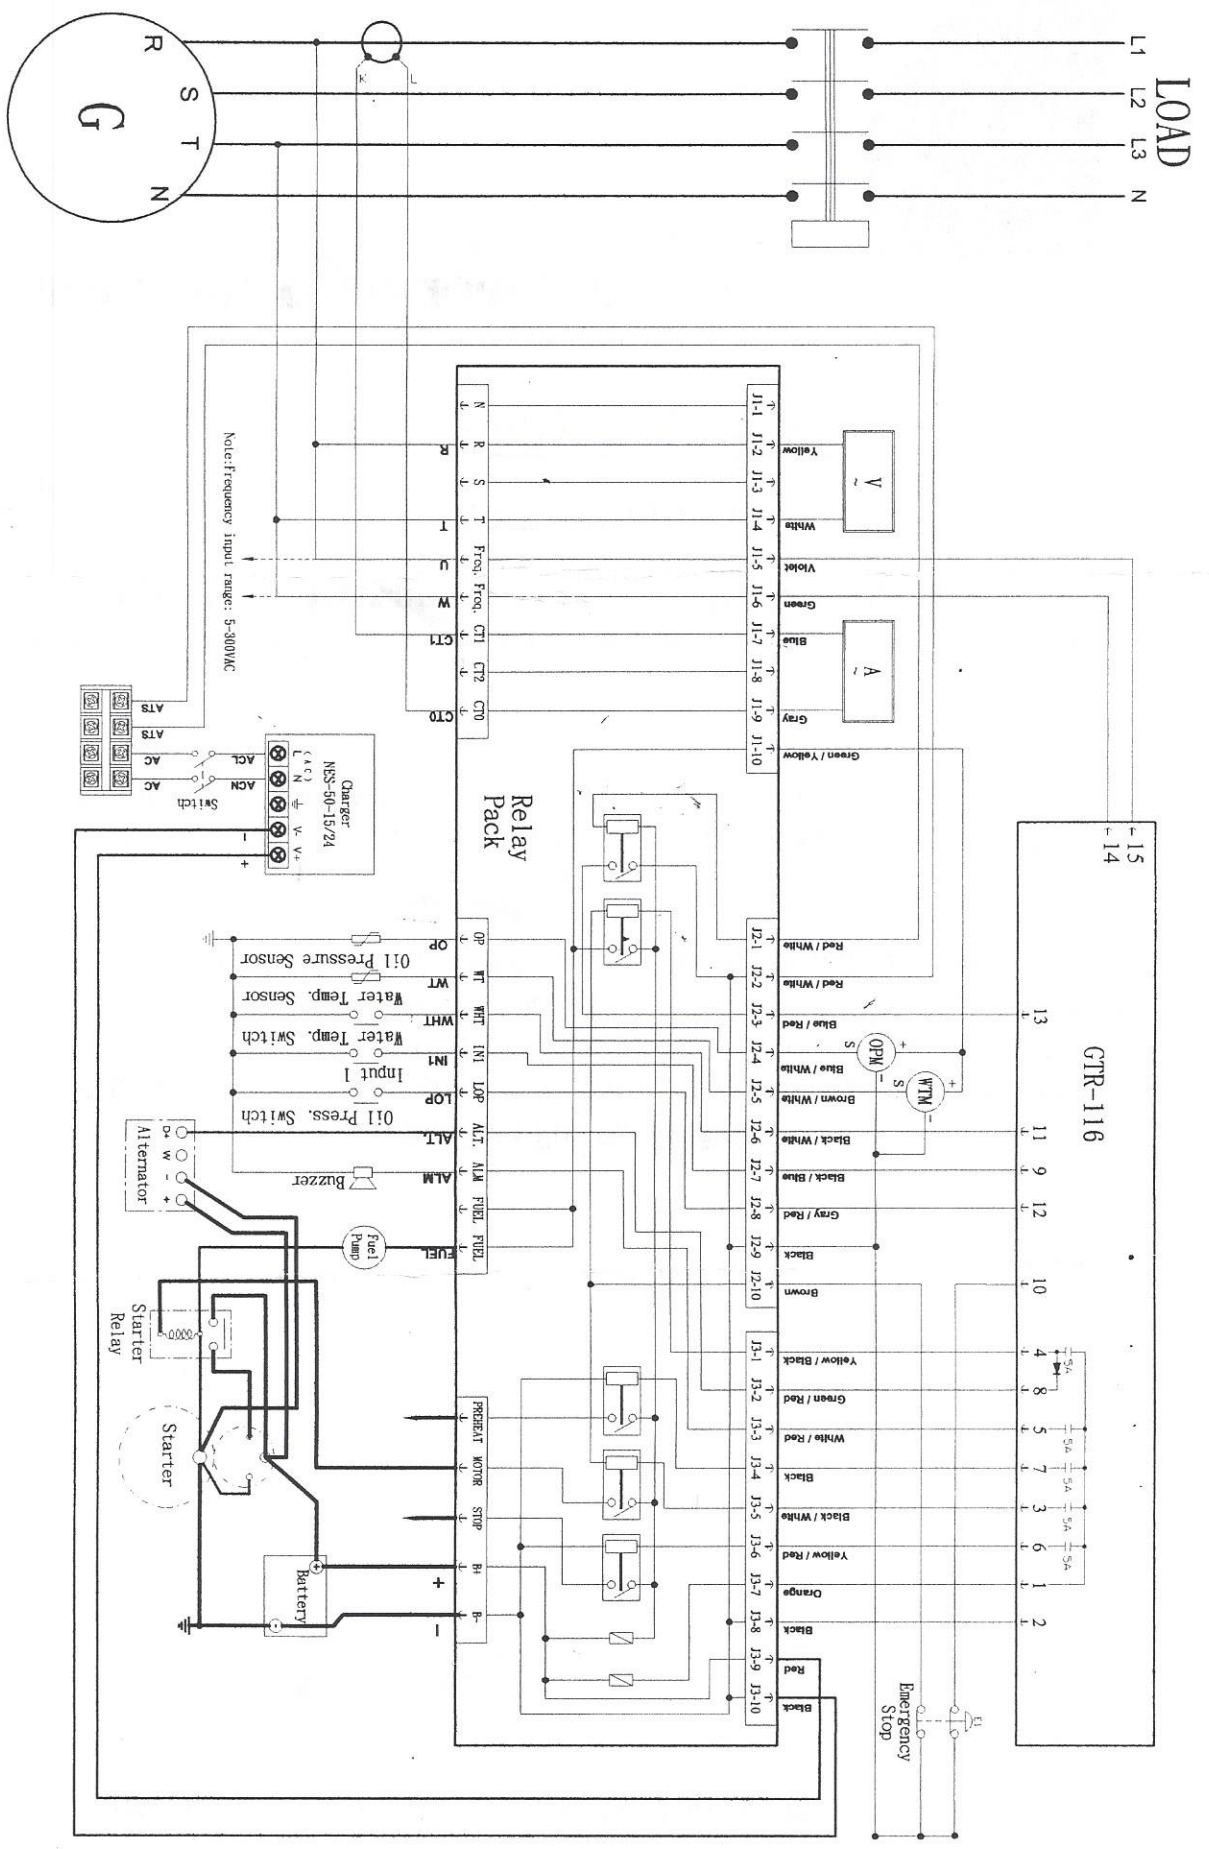 LOAD
L1
L2
L3
N
R
S
T
N
G
K
L
V
~
A
~
J1-1
J1-2
J1-3
J1-4
J1-5
J1-6
J1-7
J1-8
J1-9
J1-10
Yellow
White
Violet
Green
Blue
Gray
Green / Yellow
N
R
S
T
Freq.
Freq.
CT1
CT2
CT0
R
T
U
W
CT1
CT0
Note:Frequency input range: 5-300VAC
ATS
ATS
AC
AC
ACL
ACN
Switch
L
(AC)
N
V-
V+
Charger
NES-50-15/24
-
+
Relay
Pack
J2-1
J2-2
J2-3
J2-4
J2-5
J2-6
J2-7
J2-8
J2-9
J2-10
Red / White
Red / White
Blue / Red
Blue / White
Brown / White
Black / White
Black / Blue
Gray / Red
Black
Brown
OPM
S
+
-
WTM
S
+
-
OP
WT
WHT
IN1
LOP
ALT.
ALM
FUEL
FUEL
OP
WT
WHT
IN1
LOP
ALT.
ALM
FUEL
Oil Pressure Sensor
Water Temp. Sensor
Water Temp. Switch
Input 1
Oil Press. Switch
Buzzer
Fuel
Pump
D+
W
-
+
Alternator
Starter
Relay
Starter
Battery
+
-
+
-
PREHEAT
MOTOR
STOP
B+
B-
J3-1
J3-2
J3-3
J3-4
J3-5
J3-6
J3-7
J3-8
J3-9
J3-10
Yellow / Black
Green / Red
White / Red
Black
Black / White
Yellow / Red
Orange
Black
Red
Black
GTR-116
15
14
13
11
9
12
10
4
8
5
7
3
6
1
2
5A
5A
5A
5A
5A
Emergency
Stop
E1